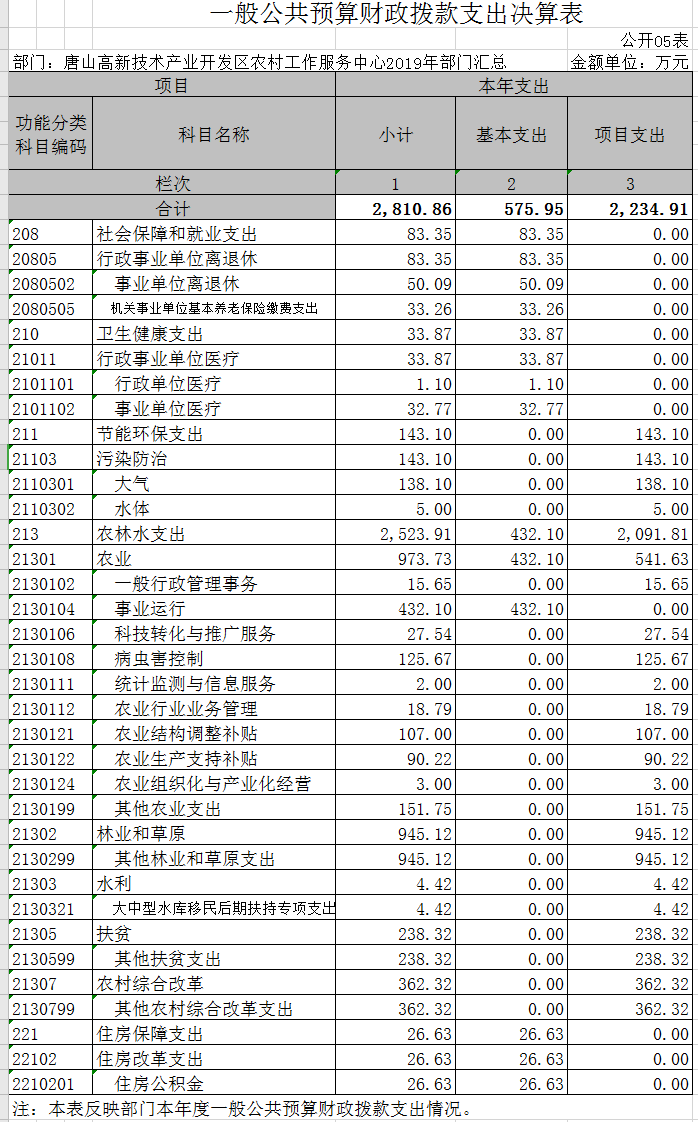 一般公共预算财政拨款支出决算表
公开05表
部门：唐山高新技术产业开发区农村工作服务中心2019年部门汇总 金额单位：万元
项目 本年支出
功能分类科目编码 科目名称 小计 基本支出 项目支出
栏次 1 2 3
合计 2,810.86 575.95 2,234.91
208 社会保障和就业支出 83.35 83.35 0.00
20805 行政事业单位离退休 83.35 83.35 0.00
2080502 事业单位离退休 50.09 50.09 0.00
2080505 机关事业单位基本养老保险缴费支出 33.26 33.26 0.00
210 卫生健康支出 33.87 33.87 0.00
21011 行政事业单位医疗 33.87 33.87 0.00
2101101 行政单位医疗 1.10 1.10 0.00
2101102 事业单位医疗 32.77 32.77 0.00
211 节能环保支出 143.10 0.00 143.10
21103 污染防治 143.10 0.00 143.10
2110301 大气 138.10 0.00 138.10
2110302 水体 5.00 0.00 5.00
213 农林水支出 2,523.91 432.10 2,091.81
21301 农业 973.73 432.10 541.63
2130102 一般行政管理事务 15.65 0.00 15.65
2130104 事业运行 432.10 432.10 0.00
2130106 科技转化与推广服务 27.54 0.00 27.54
2130108 病虫害控制 125.67 0.00 125.67
2130111 统计监测与信息服务 2.00 0.00 2.00
2130112 农业行业业务管理 18.79 0.00 18.79
2130121 农业结构调整补贴 107.00 0.00 107.00
2130122 农业生产支持补贴 90.22 0.00 90.22
2130124 农业组织化与产业化经营 3.00 0.00 3.00
2130199 其他农业支出 151.75 0.00 151.75
21302 林业和草原 945.12 0.00 945.12
2130299 其他林业和草原支出 945.12 0.00 945.12
21303 水利 4.42 0.00 4.42
2130321 大中型水库移民后期扶持专项支出 4.42 0.00 4.42
21305 扶贫 238.32 0.00 238.32
2130599 其他扶贫支出 238.32 0.00 238.32
21307 农村综合改革 362.32 0.00 362.32
2130799 其他农村综合改革支出 362.32 0.00 362.32
221 住房保障支出 26.63 26.63 0.00
22102 住房改革支出 26.63 26.63 0.00
2210201 住房公积金 26.63 26.63 0.00
注：本表反映部门本年度一般公共预算财政拨款支出情况。